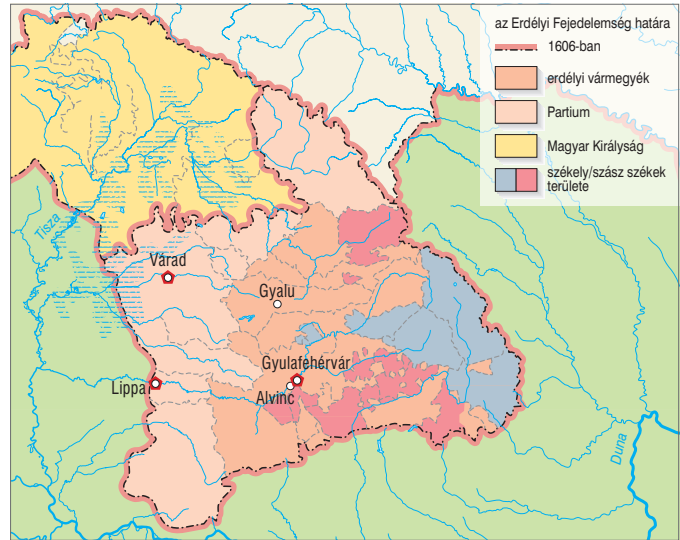 az Erdélyi Fejedelemség határa
1606-ban
erdélyi vármegyék
Partium
Magyar Királyság
székely/szász székek
területe
Tisza
Várad
Gyalu
Gyulafehérvár
Lippa
Alvinc
Duna